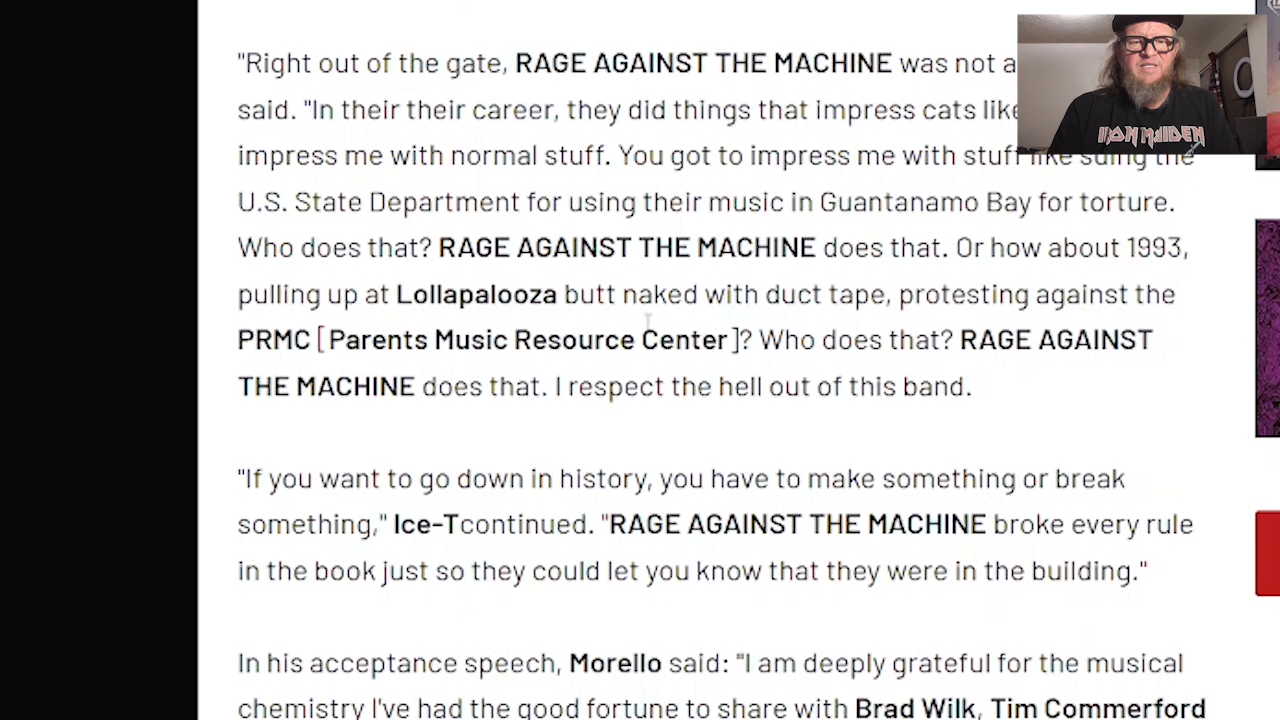 "Right out of the gate, RAGE AGAINST THE MACHINE was not a
said. "In their their career, they did things that impress cats like
impress me with normal stuff. You got to impress me with stuff like suing the
U.S. State Department for using their music in Guantanamo Bay for torture.
Who does that? RAGE AGAINST THE MACHINE does that. Or how about 1993,
pulling up at Lollapalooza butt naked with duct tape, protesting against the
PRMC [Parents Music Resource Center]? Who does that? RAGE AGAINST
THE MACHINE does that. I respect the hell out of this band.
"If you want to go down in history, you have to make something or break
something," Ice-Tcontinued. "RAGE AGAINST THE MACHINE broke every rule
in the book just so they could let you know that they were in the building."
In his acceptance speech, Morello said: "I am deeply grateful for the musical
chemistry I've had the good fortune to share with Brad Wilk, Tim Commerford
IRON MAIDEN